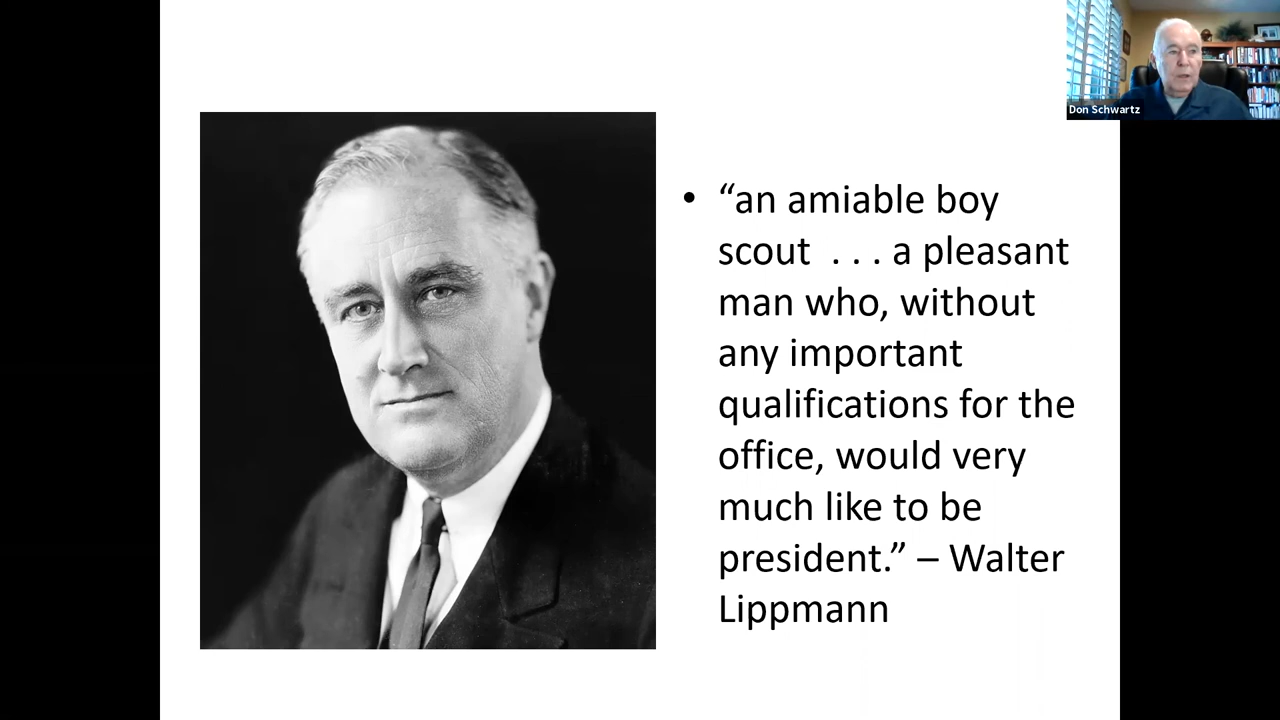 Don Schwartz
• “an amiable boy
scout . . . a pleasant
man who, without
any important
qualifications for the
office, would very
much like to be
president.” – Walter
Lippmann